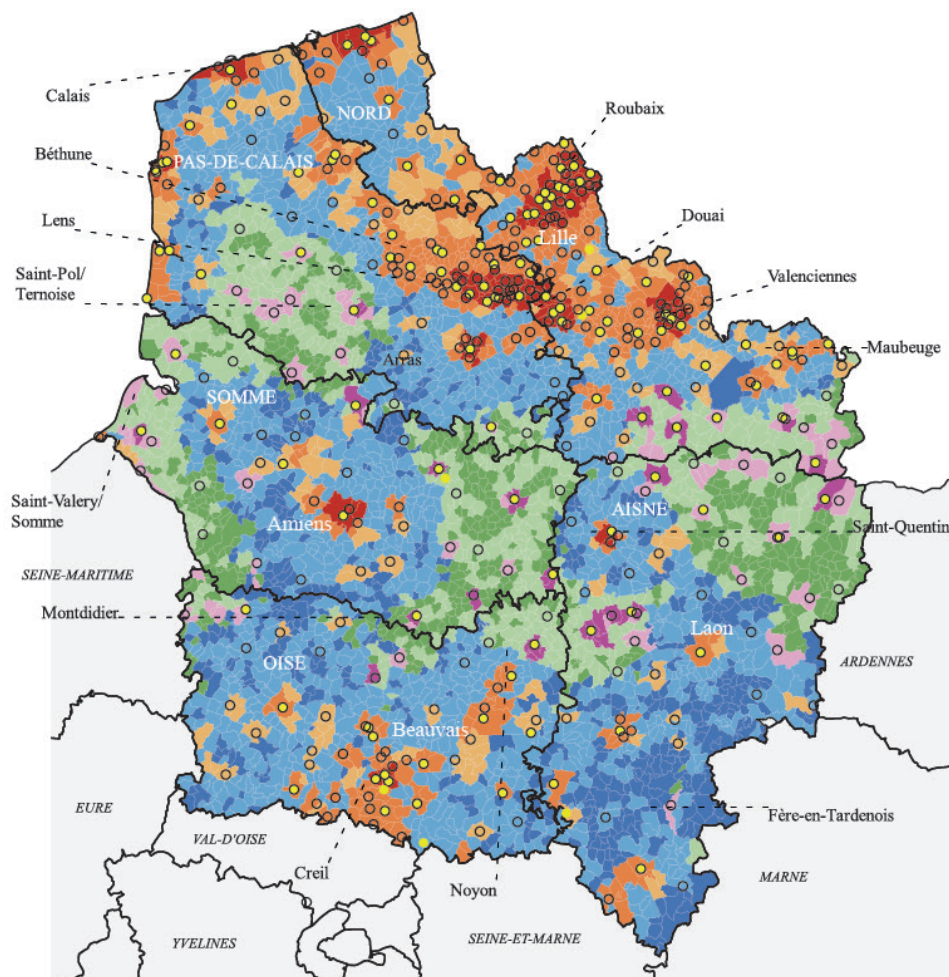 Calais
NORD
Roubaix
Béthune
PAS-DE-CALAIS
Lens
Douai
Lille
Saint-Pol/
Ternoise
Valenciennes
Arras
Maubeuge
SOMME
Saint-Valery/
Somme
AISNE
Amiens
Saint-Quentin
SEINE-MARITIME
Montdidier
Laon
OISE
ARDENNES
Beauvais
EURE
Fère-en-Tardenois
VAL-D'OISE
Creil
Noyon
MARNE
YVELINES
SEINE-ET-MARNE